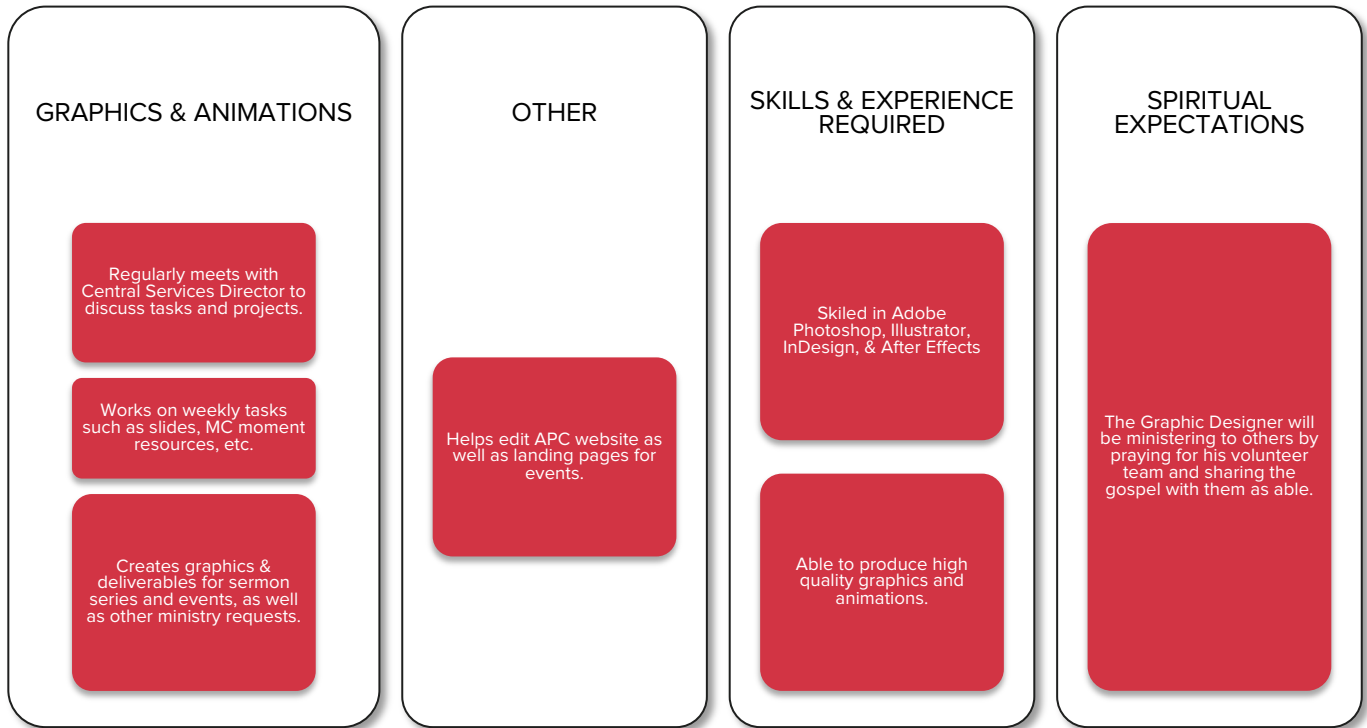 GRAPHICS & ANIMATIONS
Regularly meets with
Central Services Director to
discuss tasks and projects.
Works on weekly tasks
such as slides, MC moment
resources, etc.
Creates graphics &
deliverables for sermon
series and events, as well
as other ministry requests.
OTHER
Helps edit APC website as
well as landing pages for
events.
SKILLS & EXPERIENCE
REQUIRED
Skiled in Adobe
Photoshop, Illustrator,
InDesign, & After Effects
Able to produce high
quality graphics and
animations.
SPIRITUAL
EXPECTATIONS
The Graphic Designer will
be ministering to others by
praying for his volunteer
team and sharing the
gospel with them as able.